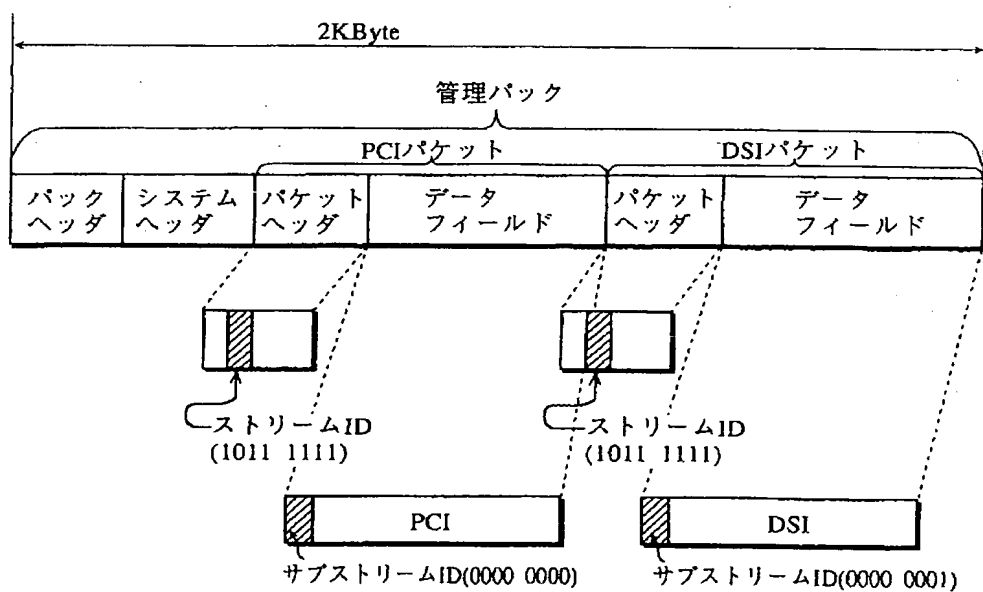 2KByte
管理パック
PCIパケット
DSIパケット
パック
ヘッダ
システム
ヘッダ
パケット
ヘッダ
データ
フィールド
パケット
ヘッダ
データ
フィールド
ストリームID
(1011 1111)
ストリームID
(1011 1111)
PCI
DSI
サブストリームID(0000 0000)
サブストリームID(0000 0001)